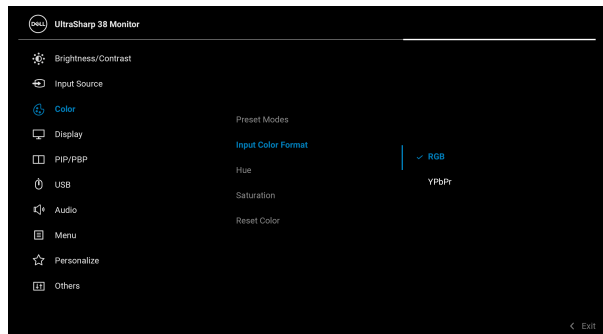 DELL UltraSharp 38 Monitor
Brightness/Contrast
Input Source
Color
Display
PIP/PBP
USB
Audio
Menu
Personalize
Others
Preset Modes
Input Color Format
Hue
Saturation
Reset Color
RGB
YPbPr
Exit